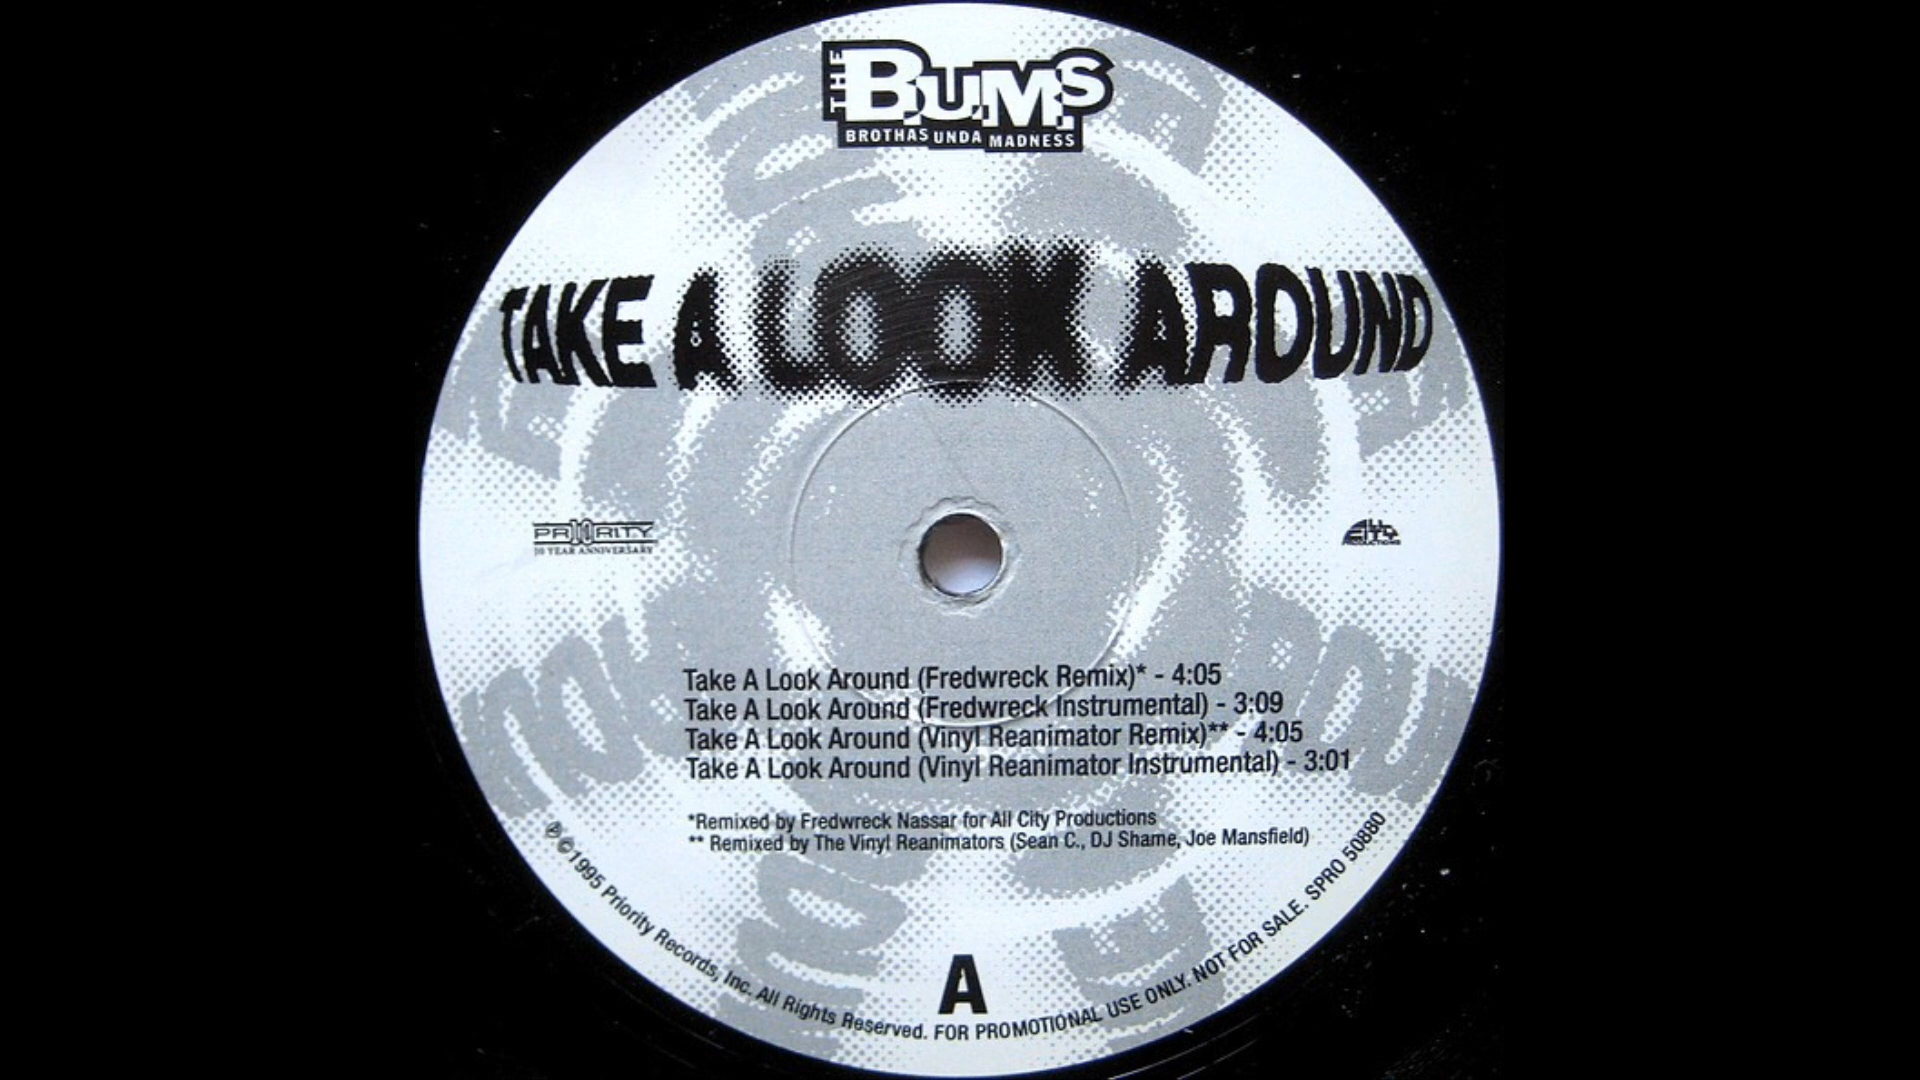 THE B.U.M.S
BROTHAS UNDA MADNESS
TAKE A LOOK AROUND
PRIORITY
10 YEAR ANNIVERSARY
ALL CITY
PRODUCTIONS
Take A Look Around (Fredwreck Remix)* - 4:05
Take A Look Around (Fredwreck Instrumental) - 3:09
Take A Look Around (Vinyl Reanimator Remix)** - 4:05
Take A Look Around (Vinyl Reanimator Instrumental) - 3:01
*Remixed by Fredwreck Nassar for All City Productions
** Remixed by The Vinyl Reanimators (Sean C., DJ Shame, Joe Mansfield)
A
℗©1995 Priority Records, Inc. All Rights Reserved. FOR PROMOTIONAL USE ONLY. NOT FOR SALE. SPRO 50880